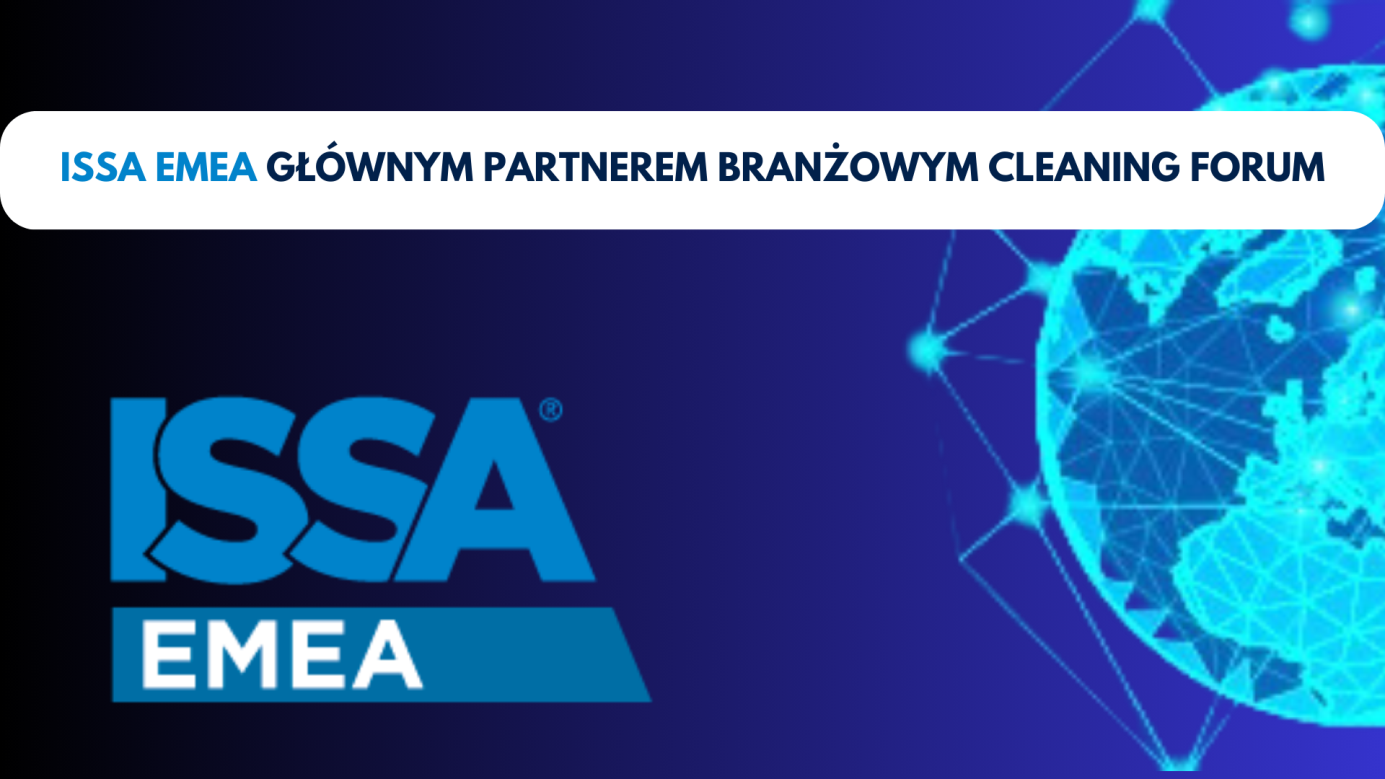 ISSA EMEA GŁÓWNYM PARTNEREM BRANŻOWYM CLEANING FORUM
ISSA®
EMEA